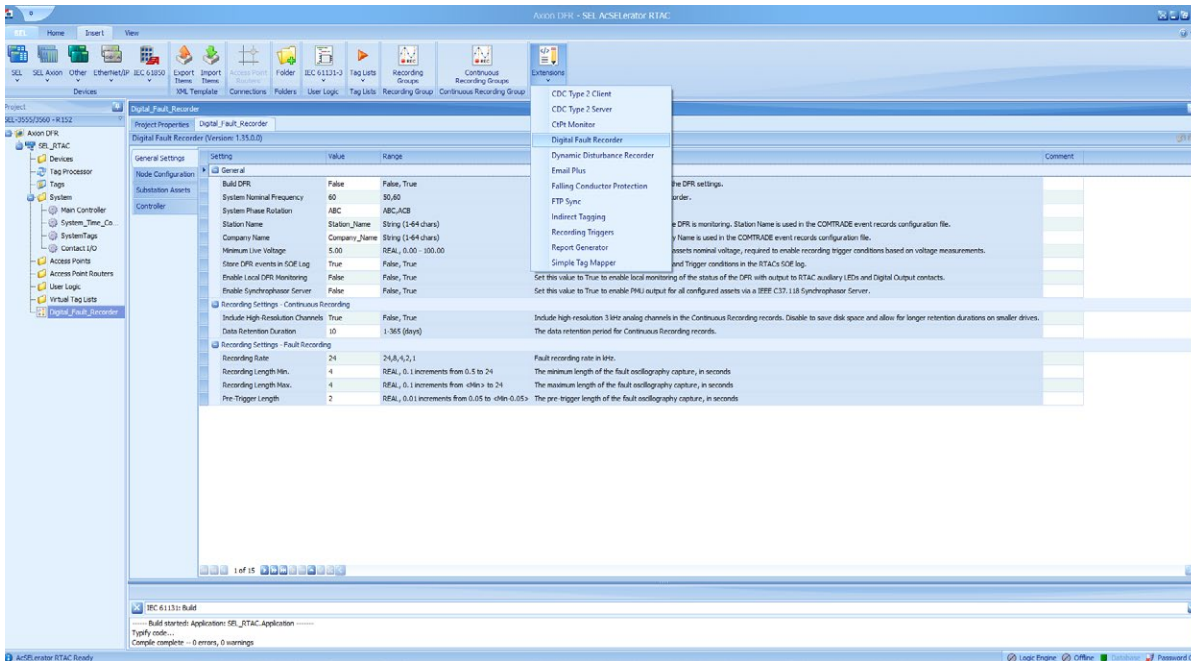 Axion DFR - SEL AcSELerator RTAC
SEL Home Insert View
SEL SEL Axion Other EtherNet/IP IEC 61850 Export Items Import Items Access Point Routers Folder IEC 61131-3 Tag Lists Recording Groups Continuous Recording Groups Extensions
Devices XML Template Connections Folders User Logic Tag Lists Recording Group Continuous Recording Group
CDC Type 2 Client
CDC Type 2 Server
CtPt Monitor
Digital Fault Recorder
Dynamic Disturbance Recorder
Email Plus
Falling Conductor Protection
FTP Sync
Indirect Tagging
Recording Triggers
Report Generator
Simple Tag Mapper
Project
SEL-3555/3560 - R152
Axion DFR
SEL_RTAC
Devices
Tag Processor
Tags
System
Main Controller
System_Time_Co...
SystemTags
Contact I/O
Access Points
Access Point Routers
User Logic
Virtual Tag Lists
Digital_Fault_Recorder
Digital_Fault_Recorder
Project Properties Digital_Fault_Recorder
Digital Fault Recorder (Version: 1.35.0.0)
General Settings
Node Configuration
Substation Assets
Controller
Setting Value Range Comment
General
Build DFR False False, True the DFR settings.
System Nominal Frequency 60 50,60 order.
System Phase Rotation ABC ABC,ACB
Station Name Station_Name String (1-64 chars) e DFR is monitoring. Station Name is used in the COMTRADE event records configuration file.
Company Name Company_Name String (1-64 chars) y Name is used in the COMTRADE event records configuration file.
Minimum Live Voltage 5.00 REAL, 0.00 - 100.00 assets nominal voltage, required to enable recording trigger conditions based on voltage measurements.
Store DFR events in SOE Log True False, True and Trigger conditions in the RTACs SOE log.
Enable Local DFR Monitoring False False, True Set this value to True to enable local monitoring of the status of the DFR with output to RTAC auxiliary LEDs and Digital Output contacts.
Enable Synchrophasor Server False False, True Set this value to True to enable PMU output for all configured assets via a IEEE C37.118 Synchrophasor Server.
Recording Settings - Continuous Recording
Include High-Resolution Channels True False, True Include high-resolution 3 kHz analog channels in the Continuous Recording records. Disable to save disk space and allow for longer retention durations on smaller drives.
Data Retention Duration 10 1-365 (days) The data retention period for Continuous Recording records.
Recording Settings - Fault Recording
Recording Rate 24 24,8,4,2,1 Fault recording rate in kHz.
Recording Length Min. 4 REAL, 0.1 increments from 0.5 to 24 The minimum length of the fault oscillography capture, in seconds
Recording Length Max. 4 REAL, 0.1 increments from <Min> to 24 The maximum length of the fault oscillography capture, in seconds
Pre-Trigger Length 2 REAL, 0.01 increments from 0.05 to <Min-0.05> The pre-trigger length of the fault oscillography capture, in seconds
1 of 15
IEC 61131: Build
------ Build started: Application: SEL_RTAC.Application ------
Typify code...
Compile complete -- 0 errors, 0 warnings
AcSELerator RTAC Ready Logic Engine Offline Database Password